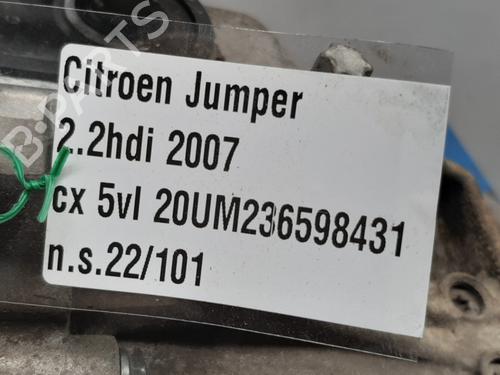 Citroen Jumper
2.2hdi 2007
cx 5vl 20UM236598431
n.s.22/101